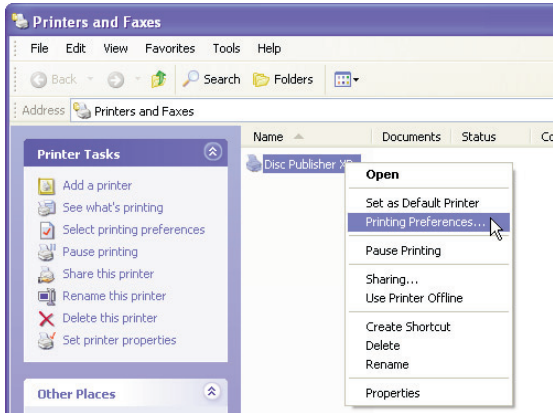 Printers and Faxes
File Edit View Favorites Tools Help
Back Search Folders
Address Printers and Faxes
Name Documents Status
Printer Tasks
Add a printer
See what's printing
Select printing preferences
Pause printing
Share this printer
Rename this printer
Delete this printer
Set printer properties
Other Places
Disc Publisher
Open
Set as Default Printer
Printing Preferences...
Pause Printing
Sharing...
Use Printer Offline
Create Shortcut
Delete
Rename
Properties